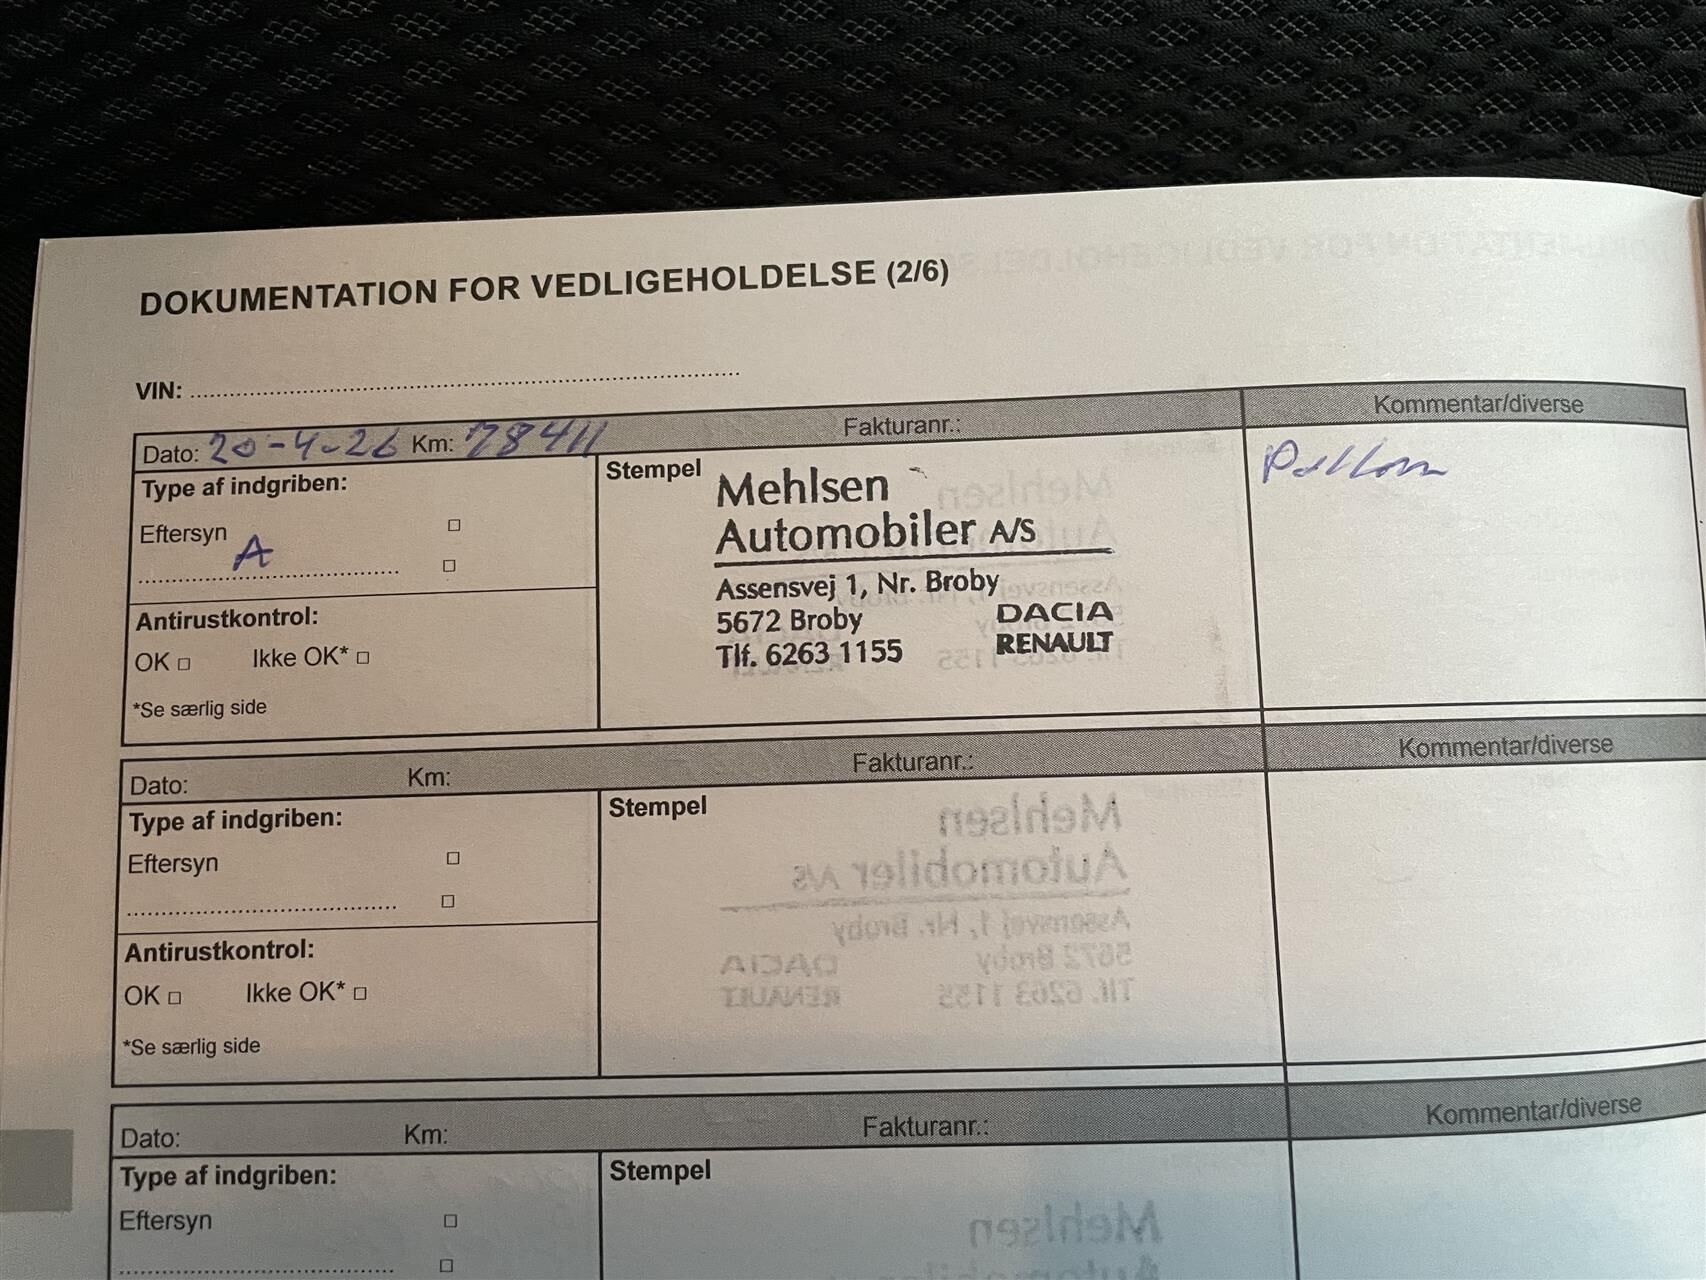 DOKUMENTATION FOR VEDLIGEHOLDELSE (2/6)
VIN:
Dato: 20-4-26 Km: 78411 Fakturanr.: Kommentar/diverse
Type af indgriben:
Eftersyn
A
Antirustkontrol:
OK Ikke OK*
*Se særlig side
Stempel
Mehlsen
Automobiler A/S
Assensvej 1, Nr. Broby
5672 Broby
Tlf. 6263 1155
DACIA
RENAULT
Dato: Km: Fakturanr.: Kommentar/diverse
Type af indgriben:
Eftersyn
Antirustkontrol:
OK Ikke OK*
*Se særlig side
Stempel
Dato: Km: Fakturanr.: Kommentar/diverse
Type af indgriben:
Eftersyn
Stempel